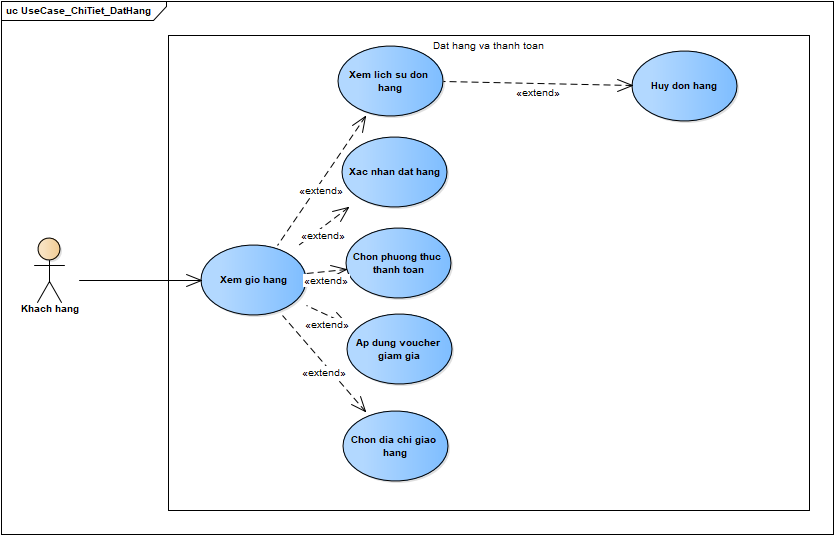 uc UseCase_ChiTiet_DatHang
Dat hang va thanh toan
Xem lich su don
hang
«extend»
Huy don hang
Xac nhan dat hang
«extend»
«extend»
Chon phuong thuc
thanh toan
Xem gio hang
«extend»
Khach hang
«extend»
Ap dung voucher
giam gia
«extend»
Chon dia chi giao
hang